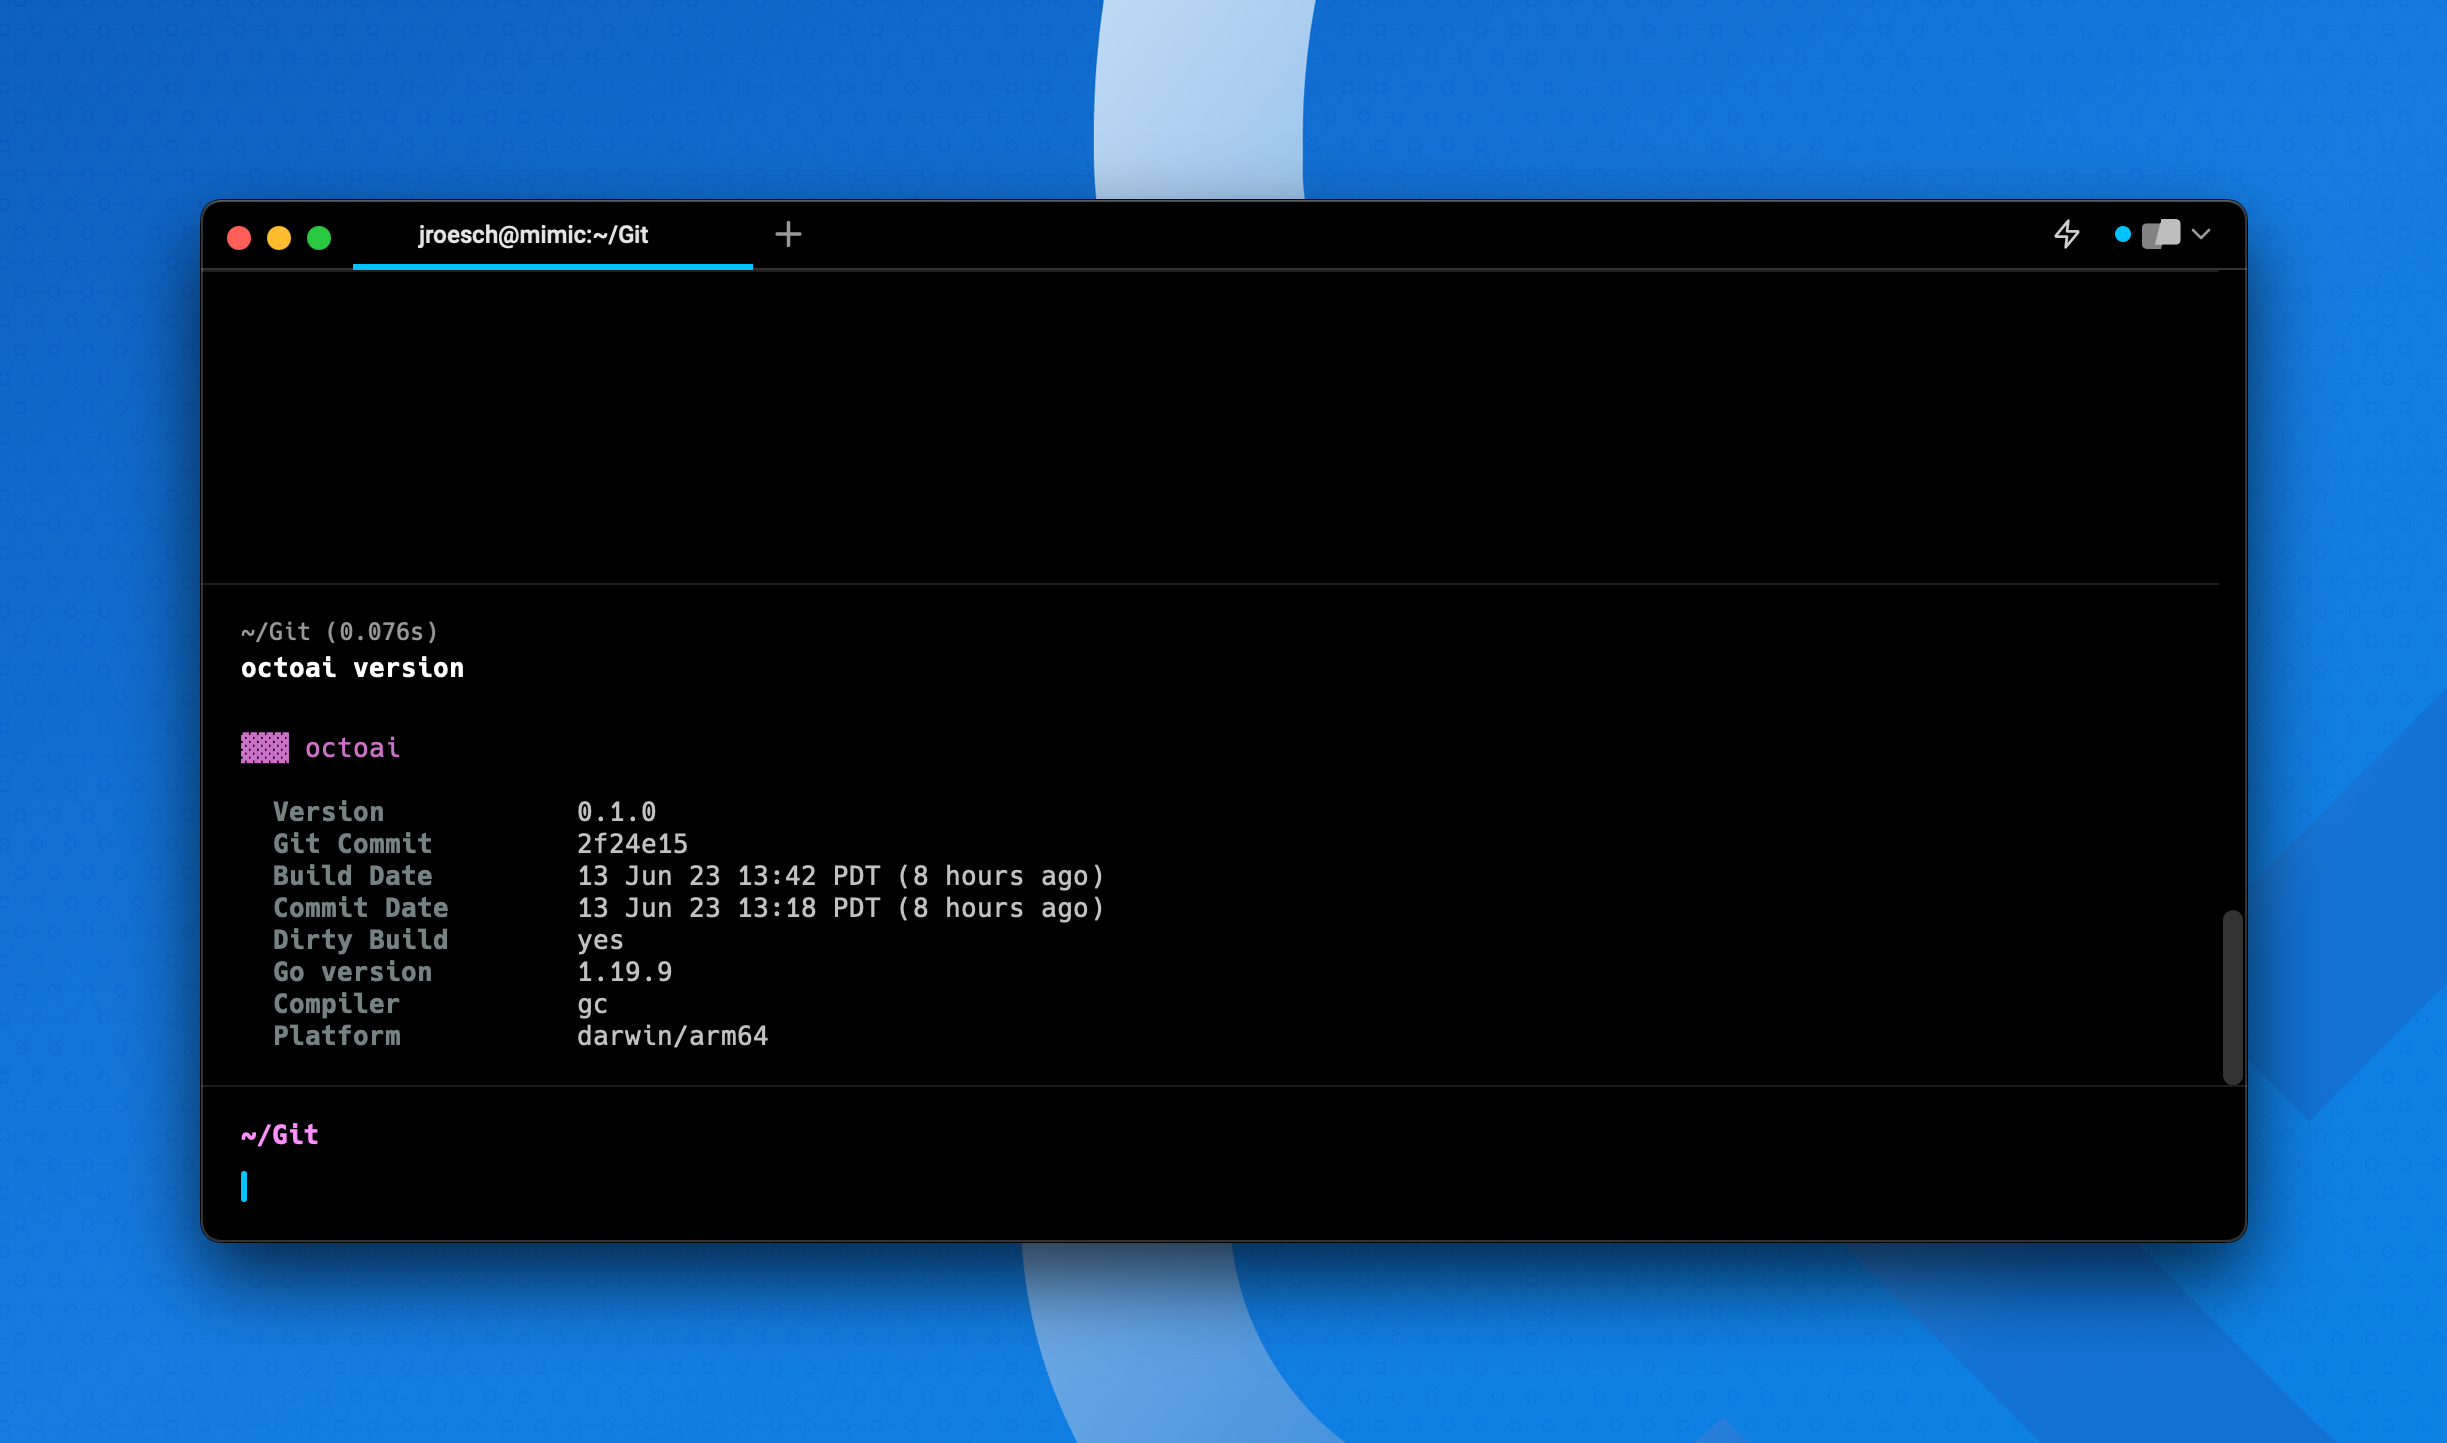 jroesch@mimic:~/Git
~/Git (0.076s)
octoai version
octoai
Version 0.1.0
Git Commit 2f24e15
Build Date 13 Jun 23 13:42 PDT (8 hours ago)
Commit Date 13 Jun 23 13:18 PDT (8 hours ago)
Dirty Build yes
Go version 1.19.9
Compiler gc
Platform darwin/arm64
~/Git